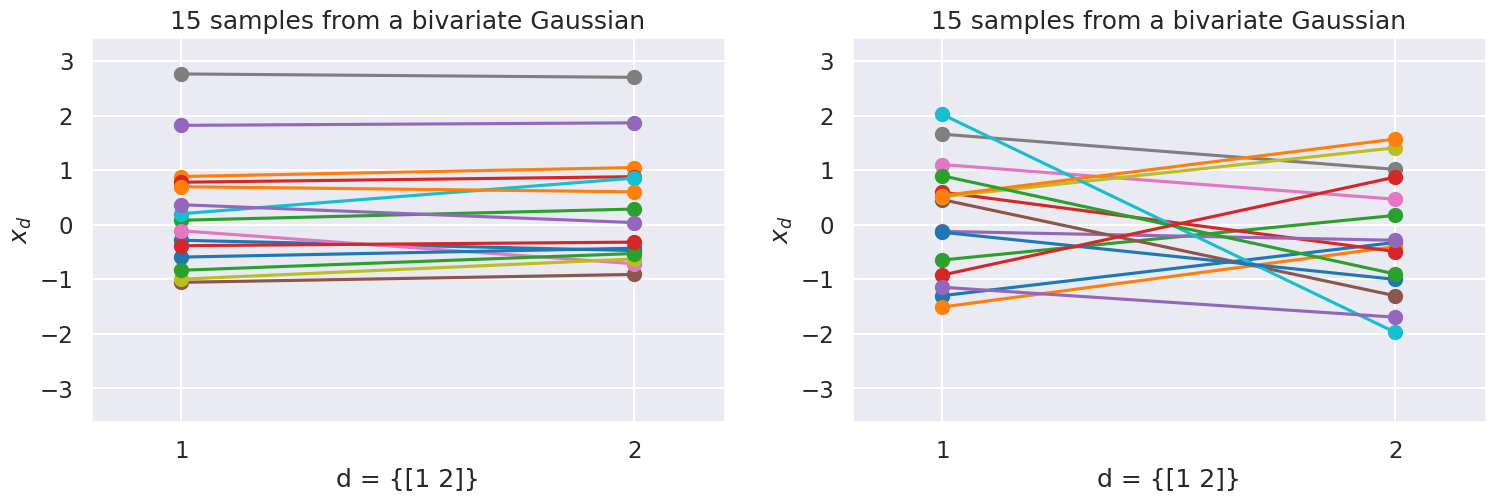 15 samples from a bivariate Gaussian
3
2
1
0
−1
−2
−3
x_d
1 2
d = {[1 2]}
15 samples from a bivariate Gaussian
3
2
1
0
−1
−2
−3
x_d
1 2
d = {[1 2]}